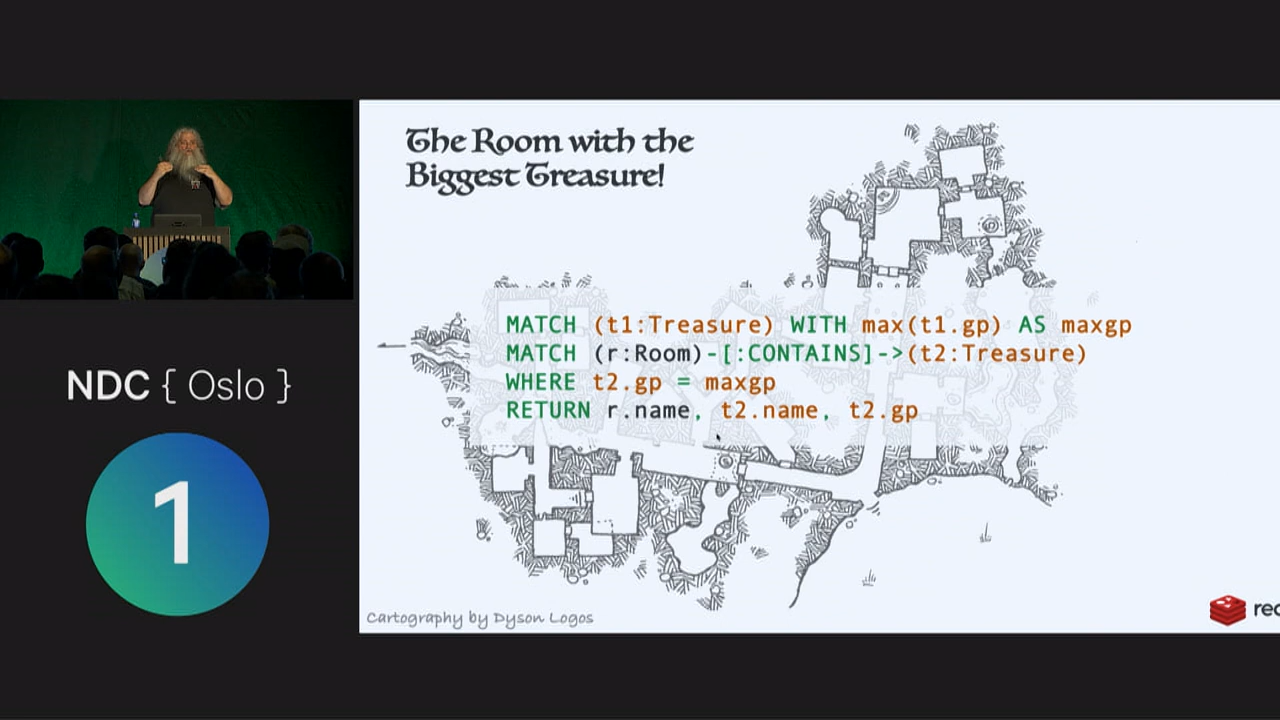 The Room with the
Biggest Treasure!
MATCH (t1:Treasure) WITH max(t1.gp) AS maxgp
MATCH (r:Room)-[:CONTAINS]->(t2:Treasure)
WHERE t2.gp = maxgp
RETURN r.name, t2.name, t2.gp
NDC { Oslo }
1
Cartography by Dyson Logos